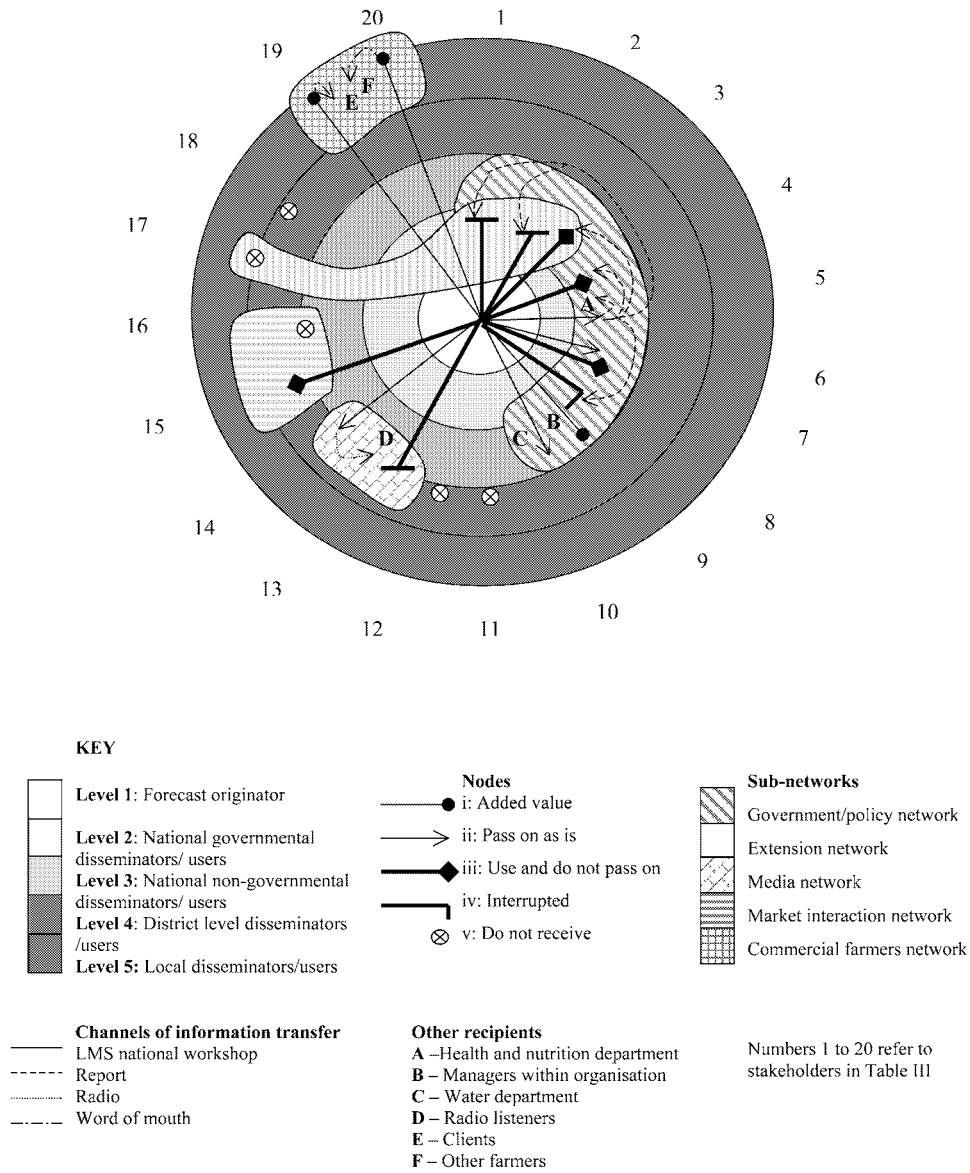 20
1
19
2
3
18
4
17
5
16
6
15
7
14
8
13
9
12
10
11
F
E
A
B
C
D
KEY
Level 1: Forecast originator
Level 2: National governmental
disseminators/ users
Level 3: National non-governmental
disseminators/ users
Level 4: District level disseminators
/users
Level 5: Local disseminators/users
Nodes
i: Added value
ii: Pass on as is
iii: Use and do not pass on
iv: Interrupted
v: Do not receive
Sub-networks
Government/policy network
Extension network
Media network
Market interaction network
Commercial farmers network
Channels of information transfer
LMS national workshop
Report
Radio
Word of mouth
Other recipients
A –Health and nutrition department
B – Managers within organisation
C – Water department
D – Radio listeners
E – Clients
F – Other farmers
Numbers 1 to 20 refer to
stakeholders in Table III